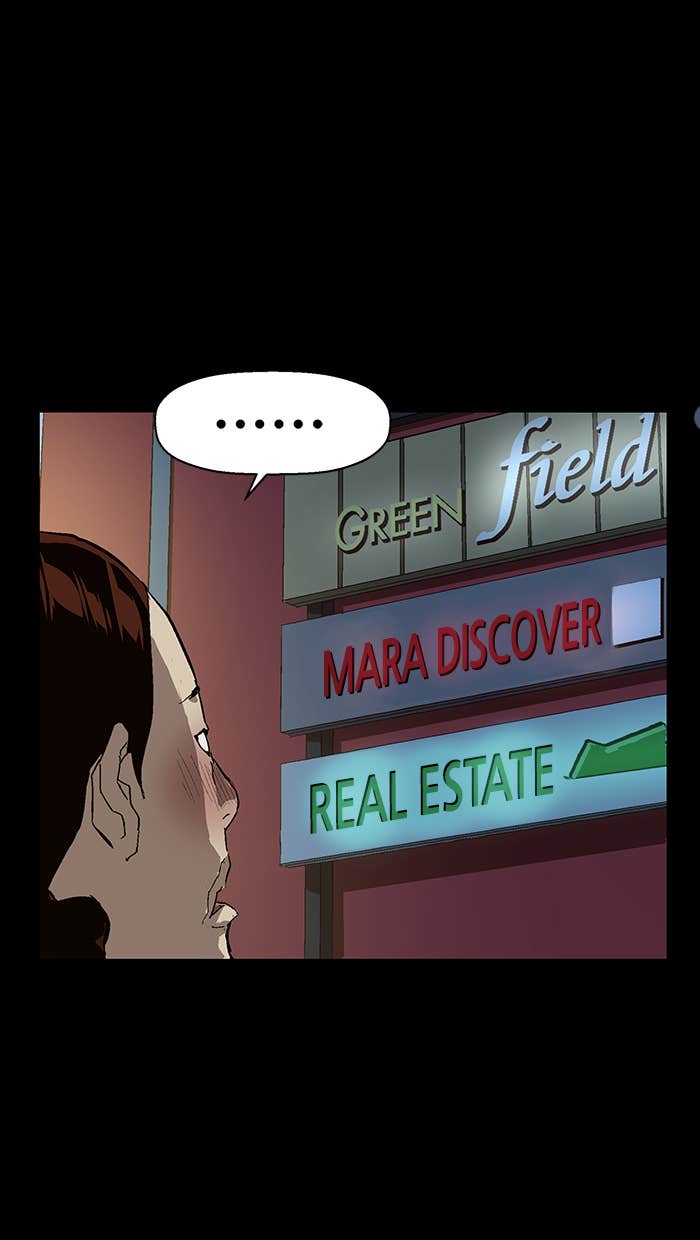 ......
GREEN field
MARA DISCOVER
REAL ESTATE